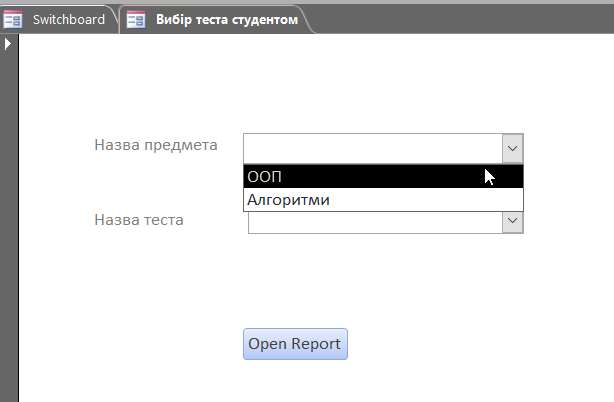 Switchboard
Вибір теста студентом
Назва предмета
ООП
Алгоритми
Назва теста
Open Report